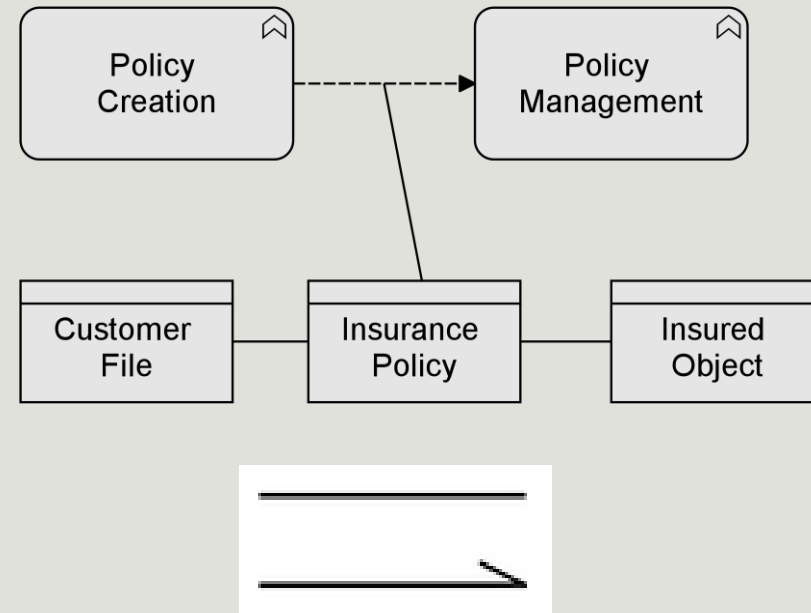 Policy
Creation
Policy
Management
Customer
File
Insurance
Policy
Insured
Object